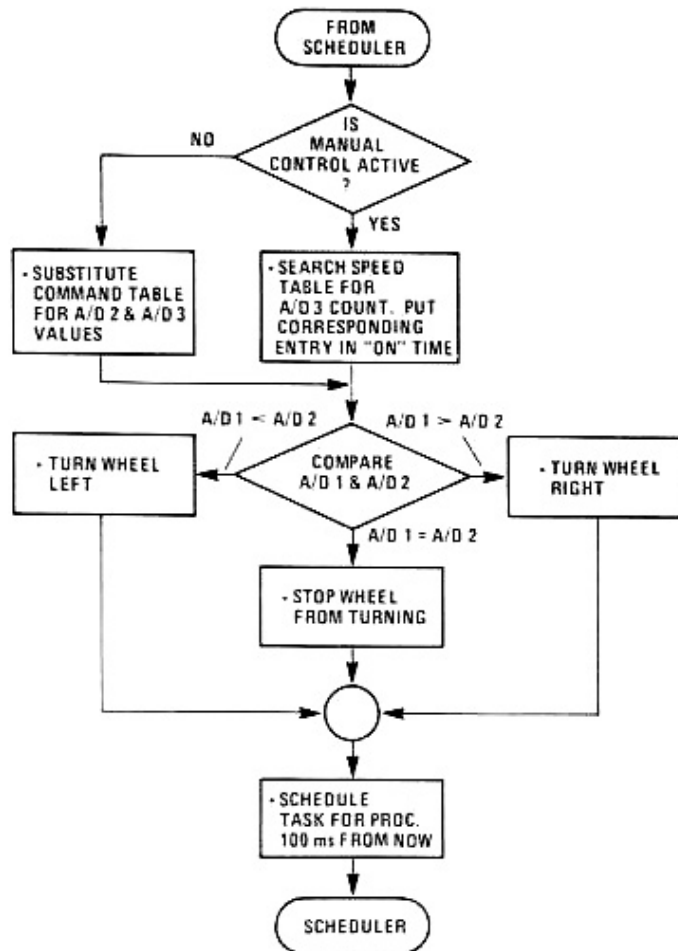 FROM
SCHEDULER
IS
MANUAL
CONTROL ACTIVE
?
NO
YES
• SUBSTITUTE
COMMAND TABLE
FOR A/D 2 & A/D 3
VALUES
• SEARCH SPEED
TABLE FOR
A/D 3 COUNT. PUT
CORRESPONDING
ENTRY IN "ON" TIME
A/D 1 < A/D 2
A/D 1 > A/D 2
• TURN WHEEL
LEFT
COMPARE
A/D 1 & A/D 2
• TURN WHEEL
RIGHT
A/D 1 = A/D 2
• STOP WHEEL
FROM TURNING
• SCHEDULE
TASK FOR PROC.
100 ms FROM NOW
SCHEDULER